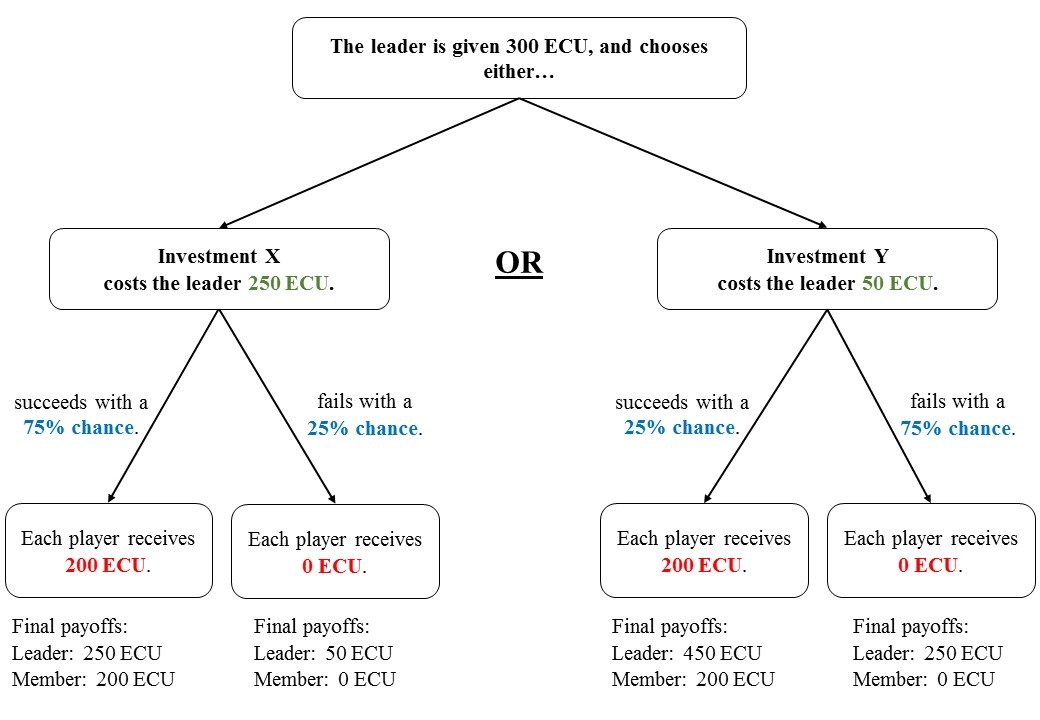 The leader is given 300 ECU, and chooses
either…
Investment X
costs the leader 250 ECU.
OR
Investment Y
costs the leader 50 ECU.
succeeds with a
75% chance.
fails with a
25% chance.
succeeds with a
25% chance.
fails with a
75% chance.
Each player receives
200 ECU.
Each player receives
0 ECU.
Each player receives
200 ECU.
Each player receives
0 ECU.
Final payoffs:
Leader: 250 ECU
Member: 200 ECU
Final payoffs:
Leader: 50 ECU
Member: 0 ECU
Final payoffs:
Leader: 450 ECU
Member: 200 ECU
Final payoffs:
Leader: 250 ECU
Member: 0 ECU